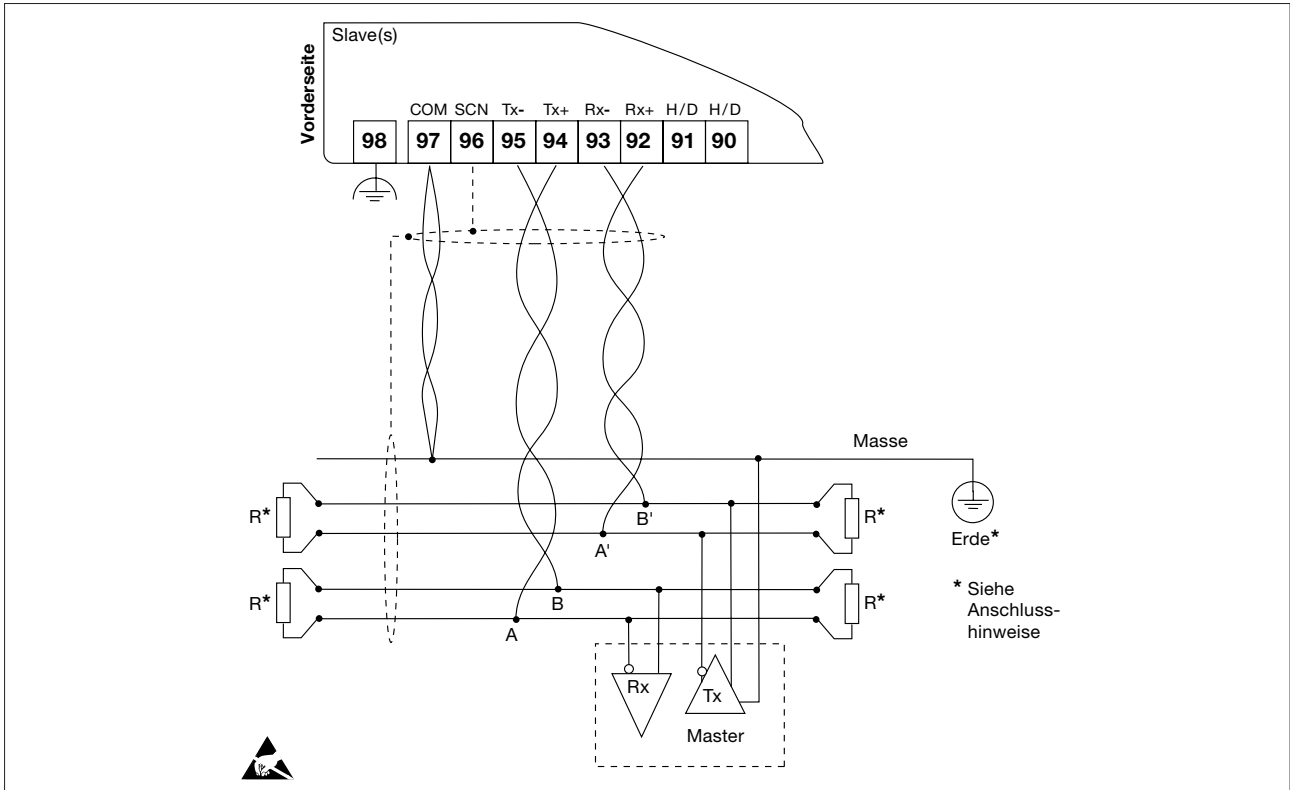 Slave(s)
Vorderseite
COM SCN Tx- Tx+ Rx- Rx+ H/D H/D
98 97 96 95 94 93 92 91 90
Masse
R*
R*
B'
A'
Erde*
R*
R*
B
A
* Siehe
Anschluss-
hinweise
Rx
Tx
Master